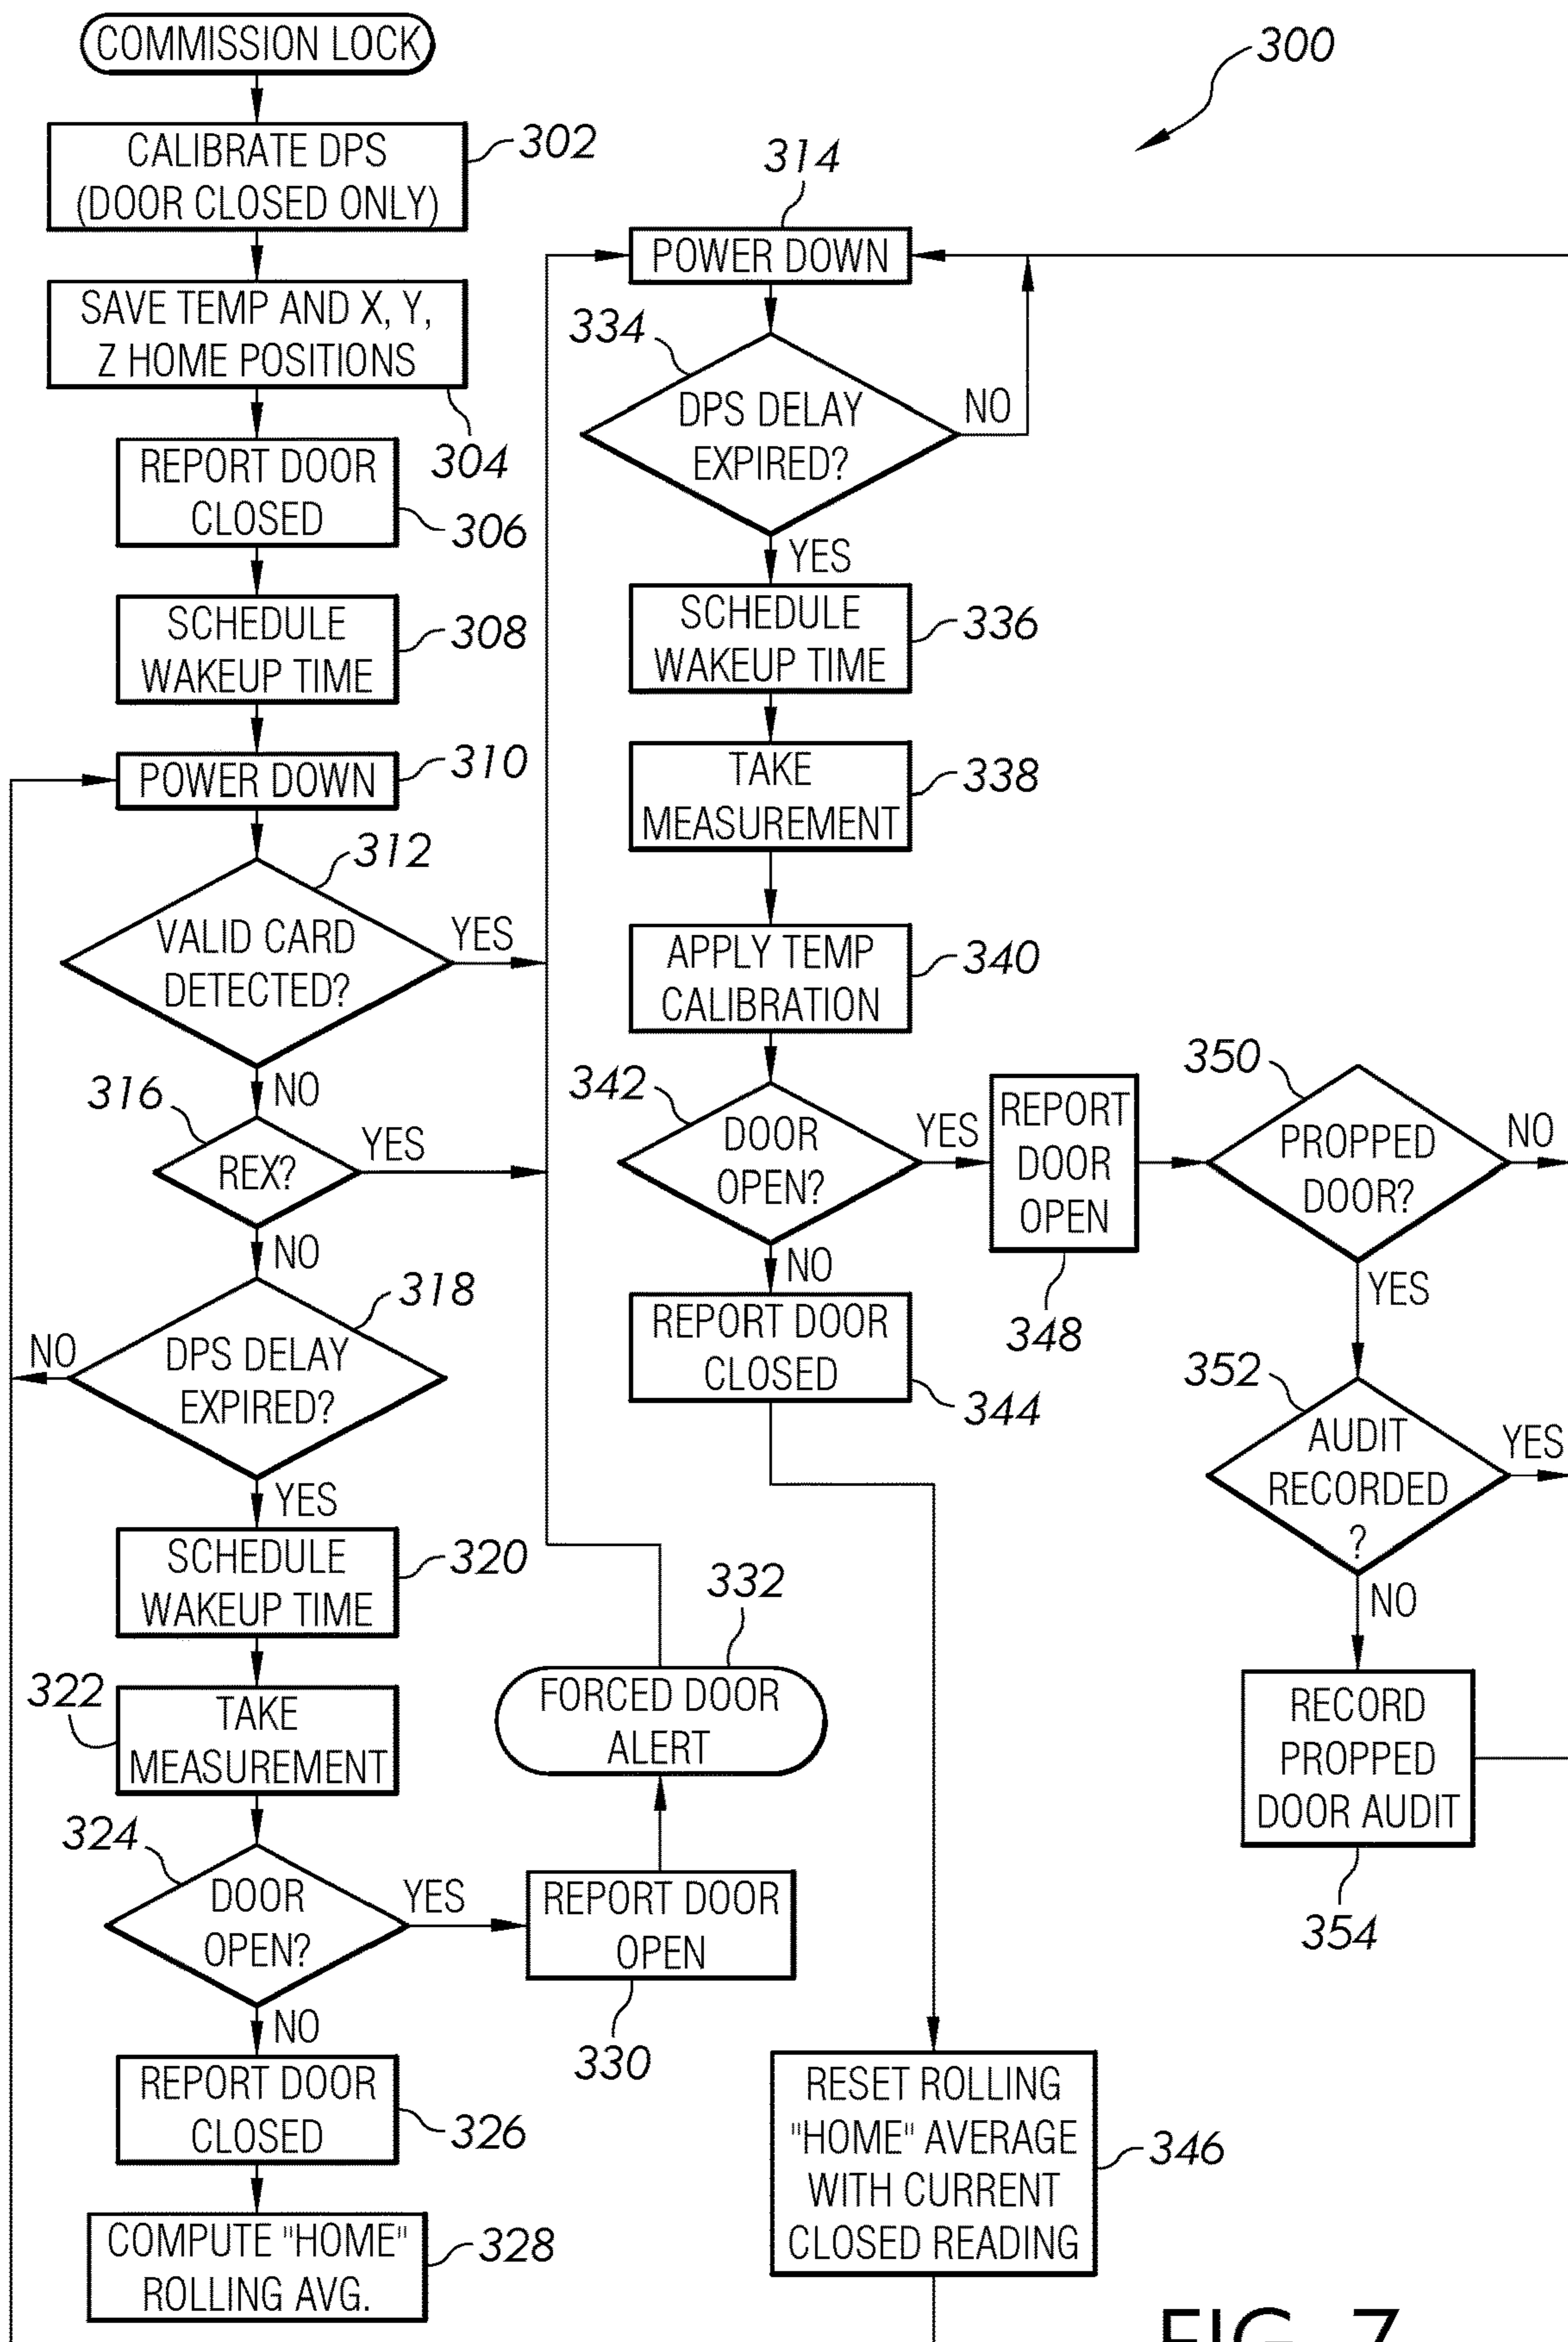 COMMISSION LOCK
300
CALIBRATE DPS
(DOOR CLOSED ONLY)
302
SAVE TEMP AND X, Y,
Z HOME POSITIONS
304
REPORT DOOR
CLOSED
306
SCHEDULE
WAKEUP TIME
308
POWER DOWN
310
312
VALID CARD
DETECTED?
YES
NO
316
REX?
YES
NO
318
DPS DELAY
EXPIRED?
NO
YES
SCHEDULE
WAKEUP TIME
320
322
TAKE
MEASUREMENT
324
DOOR
OPEN?
YES
NO
REPORT DOOR
CLOSED
326
COMPUTE "HOME"
ROLLING AVG.
328
REPORT DOOR
OPEN
330
332
FORCED DOOR
ALERT
314
POWER DOWN
334
DPS DELAY
EXPIRED?
NO
YES
SCHEDULE
WAKEUP TIME
336
TAKE
MEASUREMENT
338
APPLY TEMP
CALIBRATION
340
342
DOOR
OPEN?
YES
NO
REPORT DOOR
CLOSED
344
RESET ROLLING
"HOME" AVERAGE
WITH CURRENT
CLOSED READING
346
REPORT
DOOR
OPEN
348
350
PROPPED
DOOR?
NO
YES
352
AUDIT
RECORDED
?
YES
NO
RECORD
PROPPED
DOOR AUDIT
354
FIG. 7